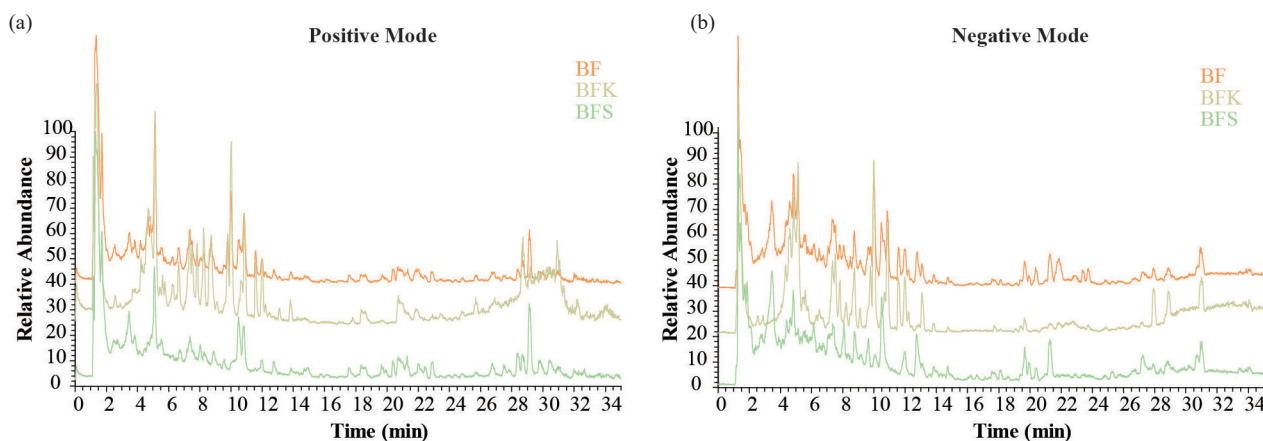 (a)
Positive Mode
BF
BFK
BFS
Relative Abundance
100
90
80
70
60
50
40
30
20
10
0
0 2 4 6 8 10 12 14 16 18 20 22 24 26 28 30 32 34
Time (min)
(b)
Negative Mode
BF
BFK
BFS
Relative Abundance
100
90
80
70
60
50
40
30
20
10
0
0 2 4 6 8 10 12 14 16 18 20 22 24 26 28 30 32 34
Time (min)